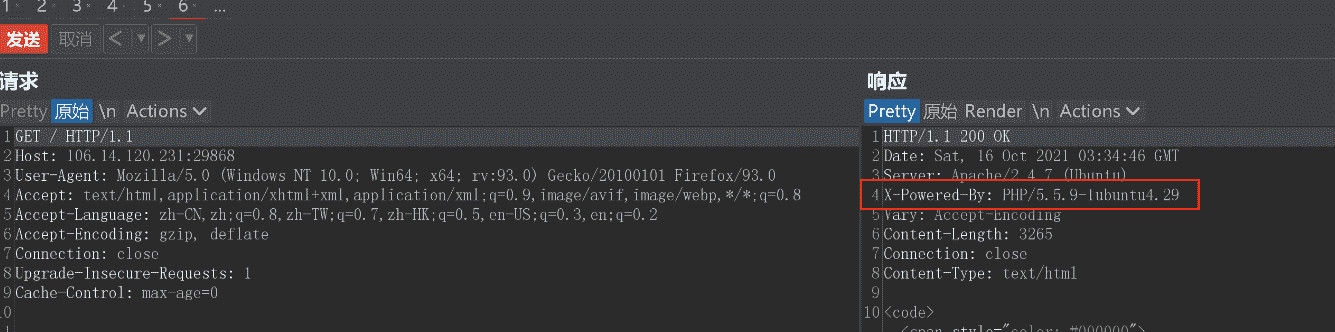 1 2 3 4 5 6 ...
发送 取消 < > 
请求
Pretty 原始 \n Actions
1 GET / HTTP/1.1
2 Host: 106.14.120.231:29868
3 User-Agent: Mozilla/5.0 (Windows NT 10.0; Win64; x64; rv:93.0) Gecko/20100101 Firefox/93.0
4 Accept: text/html,application/xhtml+xml,application/xml;q=0.9,image/avif,image/webp,*/*;q=0.8
5 Accept-Language: zh-CN,zh;q=0.8,zh-TW;q=0.7,zh-HK;q=0.5,en-US;q=0.3,en;q=0.2
6 Accept-Encoding: gzip, deflate
7 Connection: close
8 Upgrade-Insecure-Requests: 1
9 Cache-Control: max-age=0
10
响应
Pretty 原始 Render \n Actions
1 HTTP/1.1 200 OK
2 Date: Sat, 16 Oct 2021 03:34:46 GMT
3 Server: Apache/2.4.7 (Ubuntu)
4 X-Powered-By: PHP/5.5.9-1ubuntu4.29
5 Vary: Accept-Encoding
6 Content-Length: 3265
7 Connection: close
8 Content-Type: text/html
9
10 <code>
<span style="color: #000000">